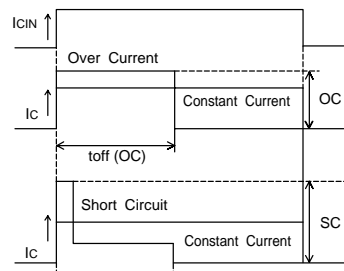 ICIN
Over Current
IC
Constant Current
OC
toff (OC)
Short Circuit
SC
IC
Constant Current